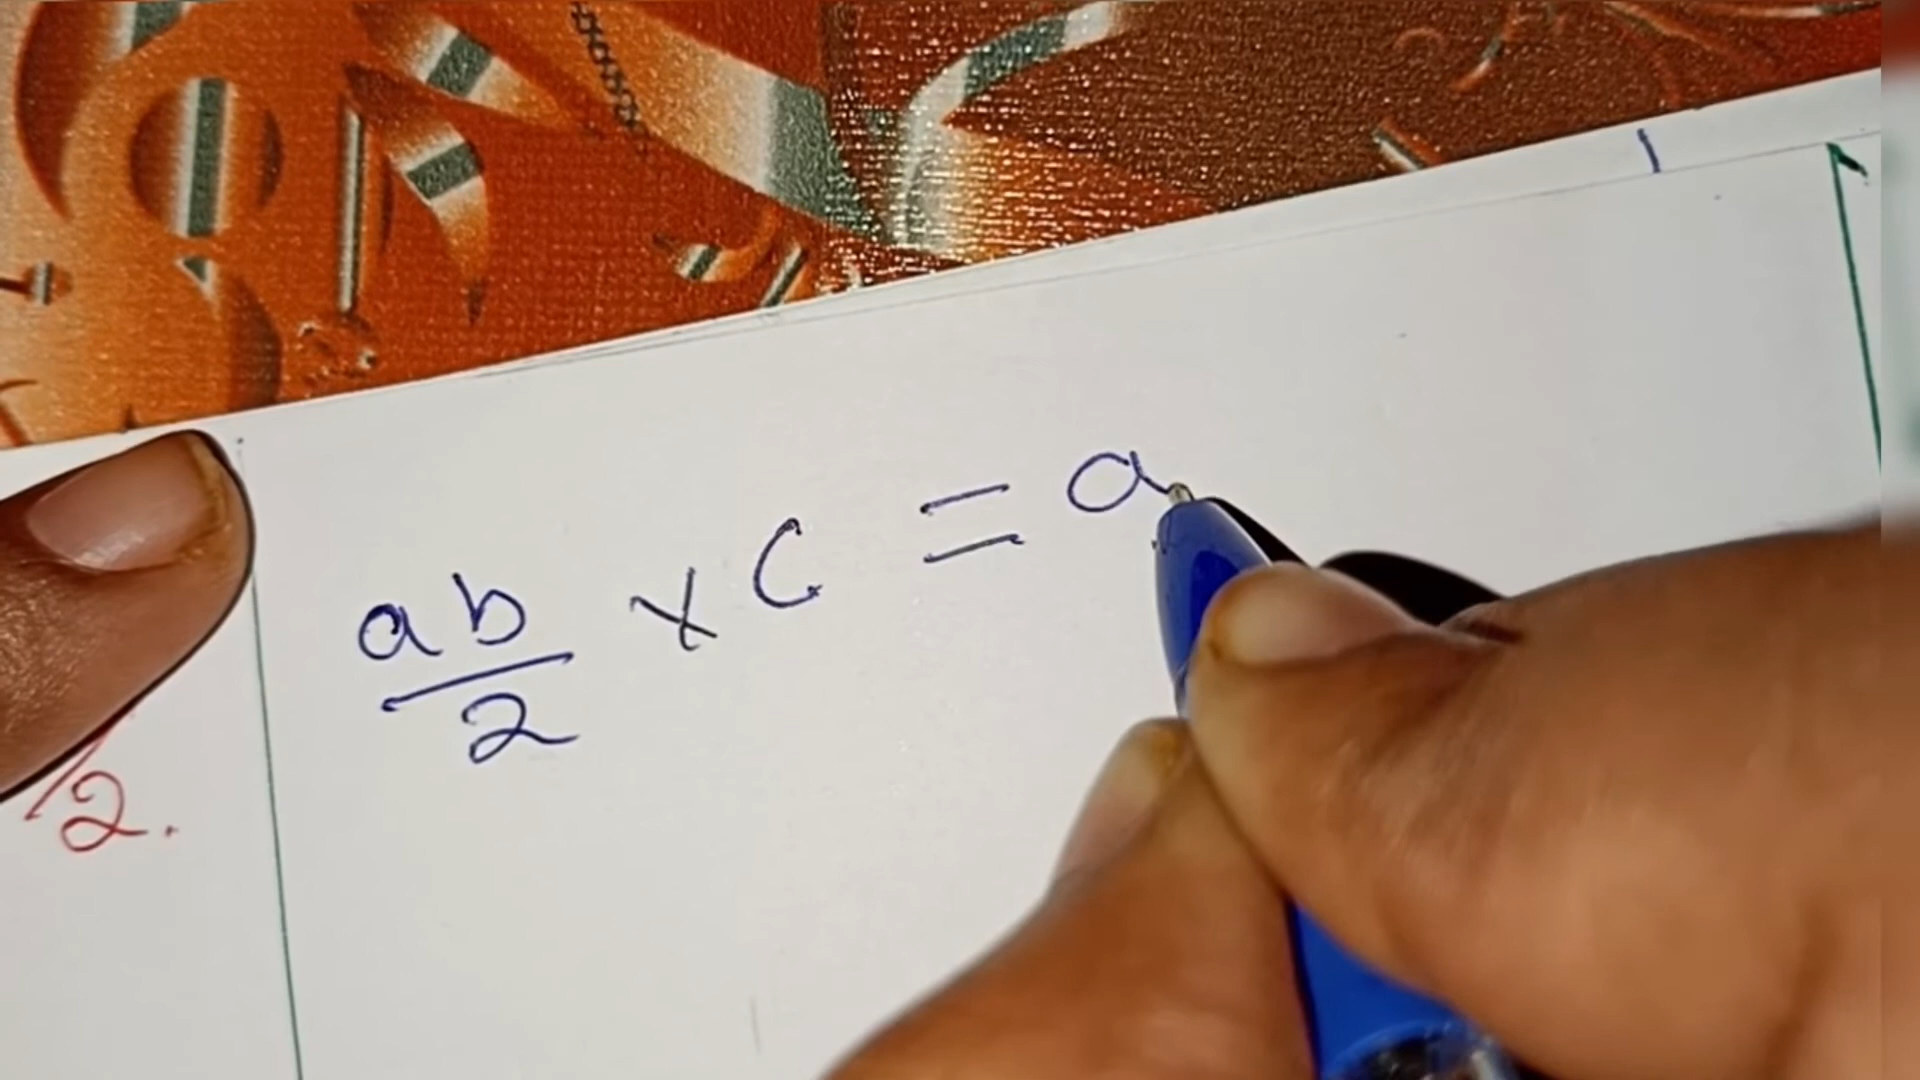 ab/2 × c = a
/2.